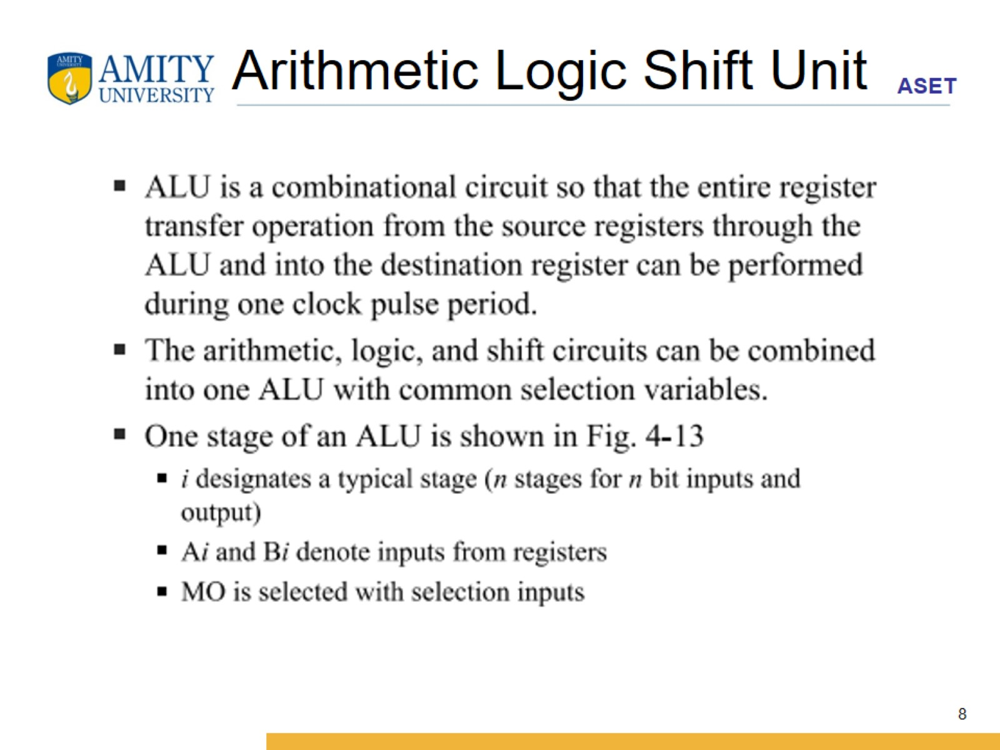 AMITY
UNIVERSITY
AMITY
UNIVERSITY
Arithmetic Logic Shift Unit
ASET
▪ ALU is a combinational circuit so that the entire register
transfer operation from the source registers through the
ALU and into the destination register can be performed
during one clock pulse period.
▪ The arithmetic, logic, and shift circuits can be combined
into one ALU with common selection variables.
▪ One stage of an ALU is shown in Fig. 4-13
▪ i designates a typical stage (n stages for n bit inputs and
output)
▪ Ai and Bi denote inputs from registers
▪ MO is selected with selection inputs
8